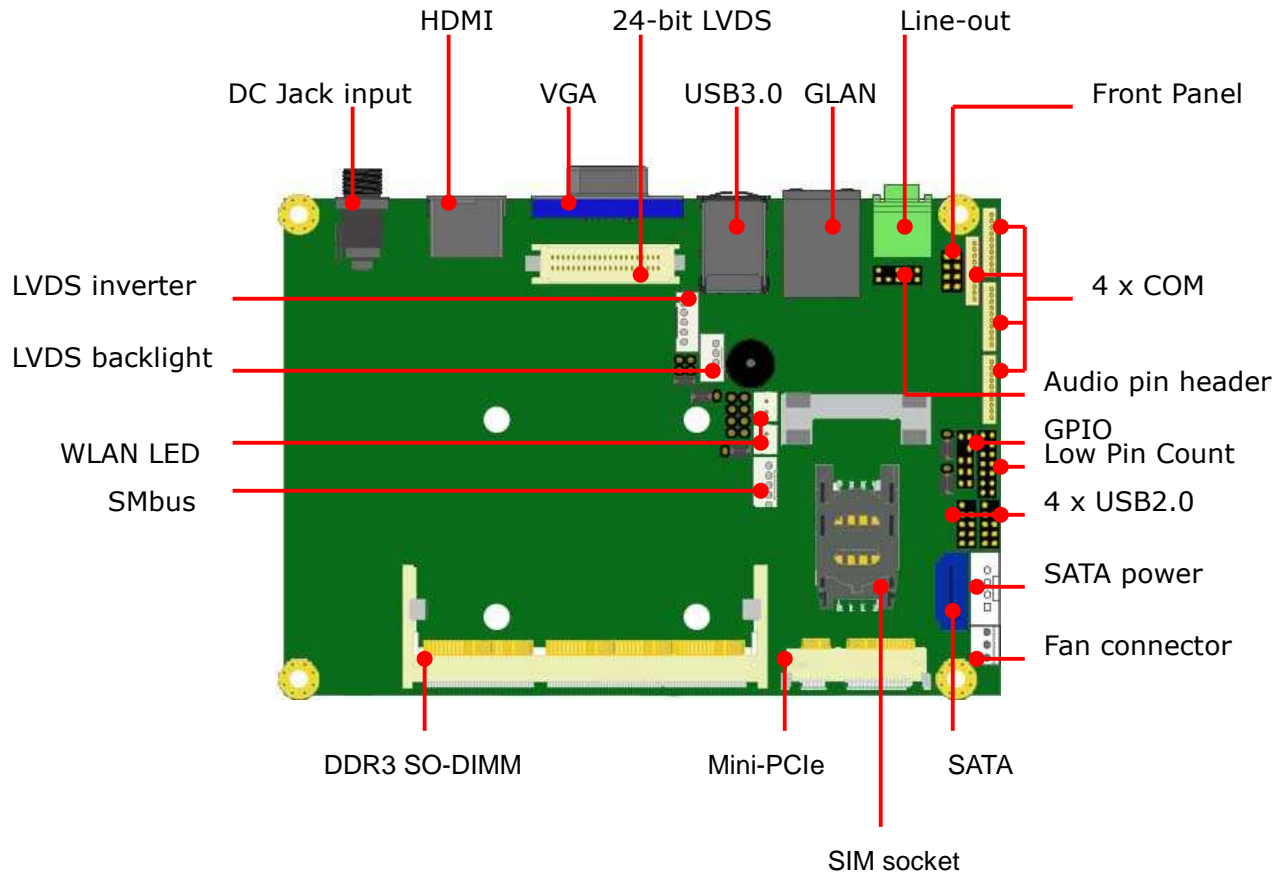 HDMI
24-bit LVDS
Line-out
DC Jack input
VGA
USB3.0
GLAN
Front Panel
LVDS inverter
4 x COM
LVDS backlight
Audio pin header
GPIO
WLAN LED
Low Pin Count
SMbus
4 x USB2.0
SATA power
Fan connector
DDR3 SO-DIMM
Mini-PCIe
SATA
SIM socket